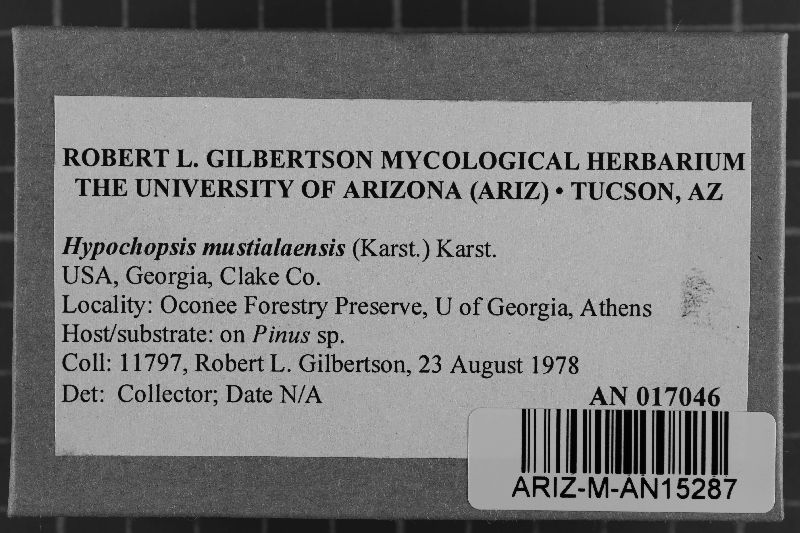 ROBERT L. GILBERTSON MYCOLOGICAL HERBARIUM
THE UNIVERSITY OF ARIZONA (ARIZ) • TUCSON, AZ
Hypochopsis mustialaensis (Karst.) Karst.
USA, Georgia, Clake Co.
Locality: Oconee Forestry Preserve, U of Georgia, Athens
Host/substrate: on Pinus sp.
Coll: 11797, Robert L. Gilbertson, 23 August 1978
Det: Collector; Date N/A
AN 017046
ARIZ-M-AN15287